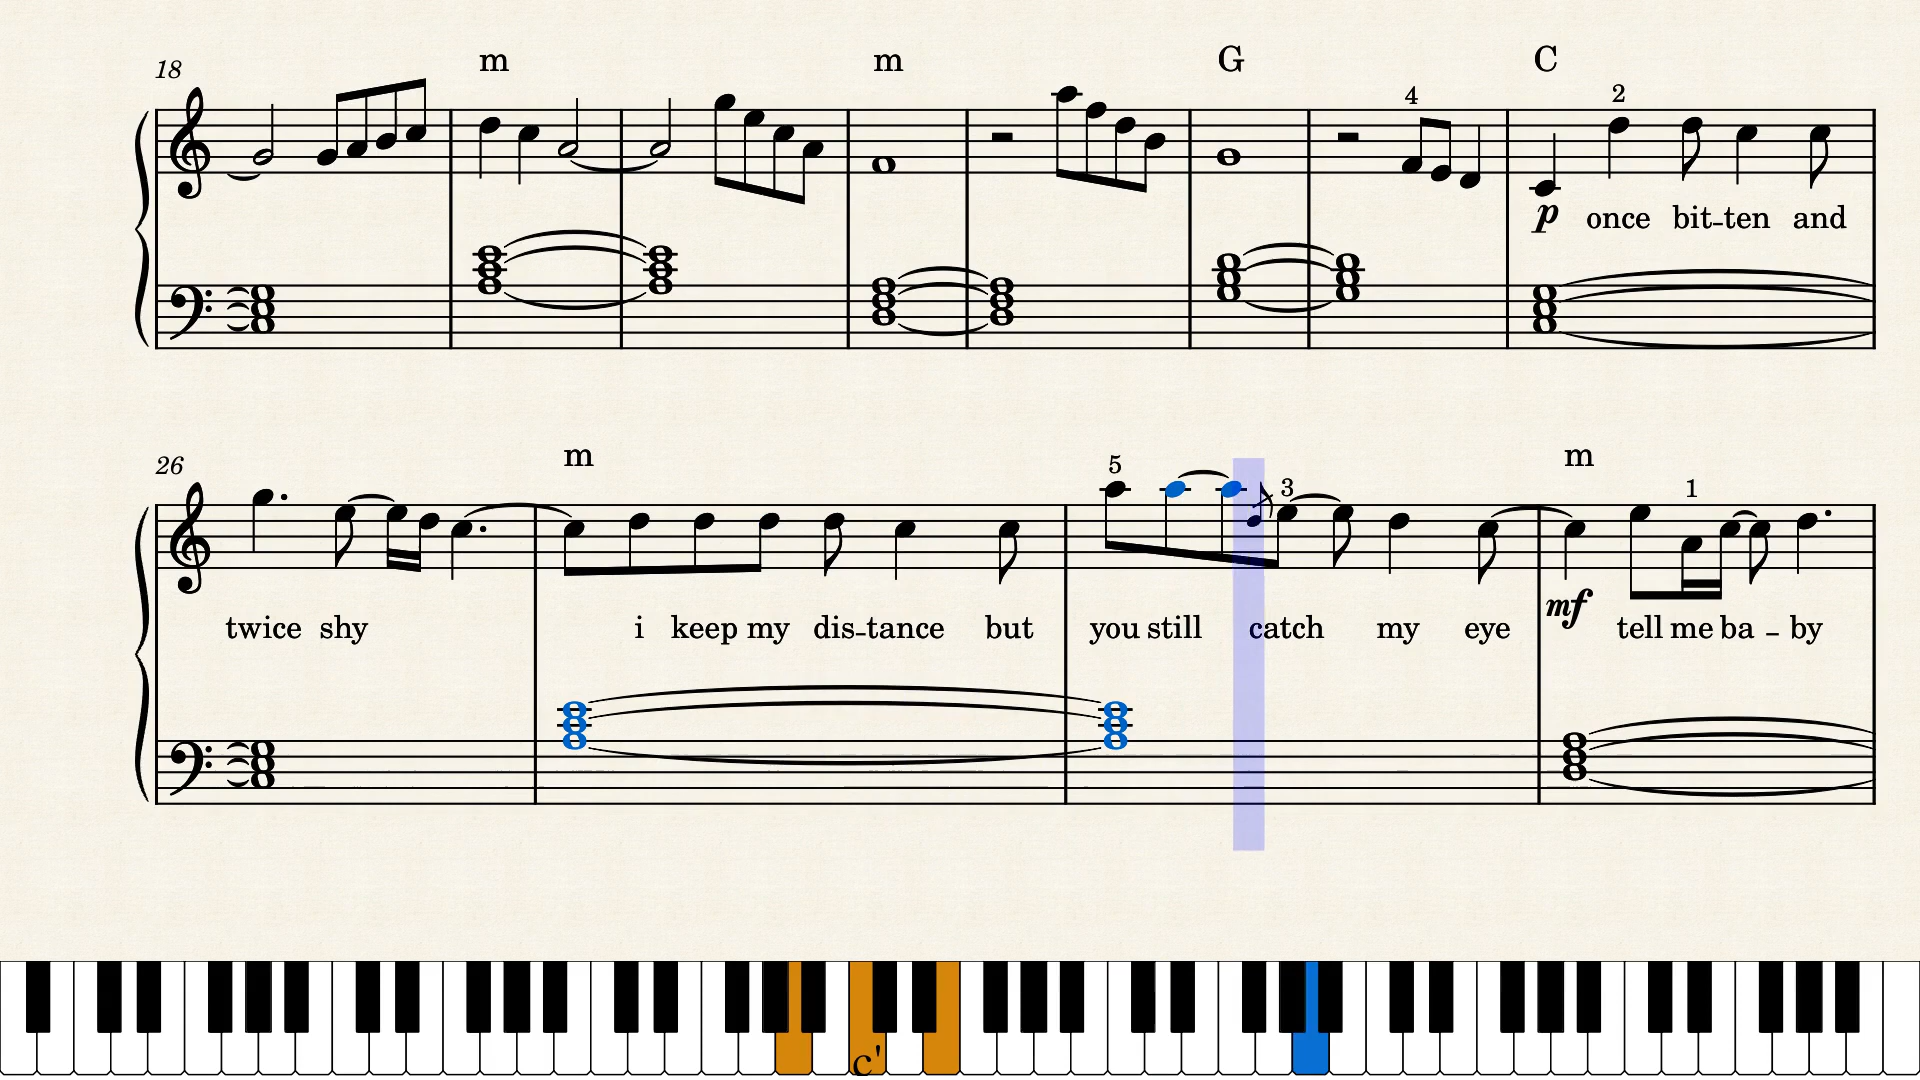 18 m m G C
4 2
p once bit-ten and
26 m m
5 3 1
mf
twice shy i keep my dis-tance but you still catch my eye tell me ba - by
c'